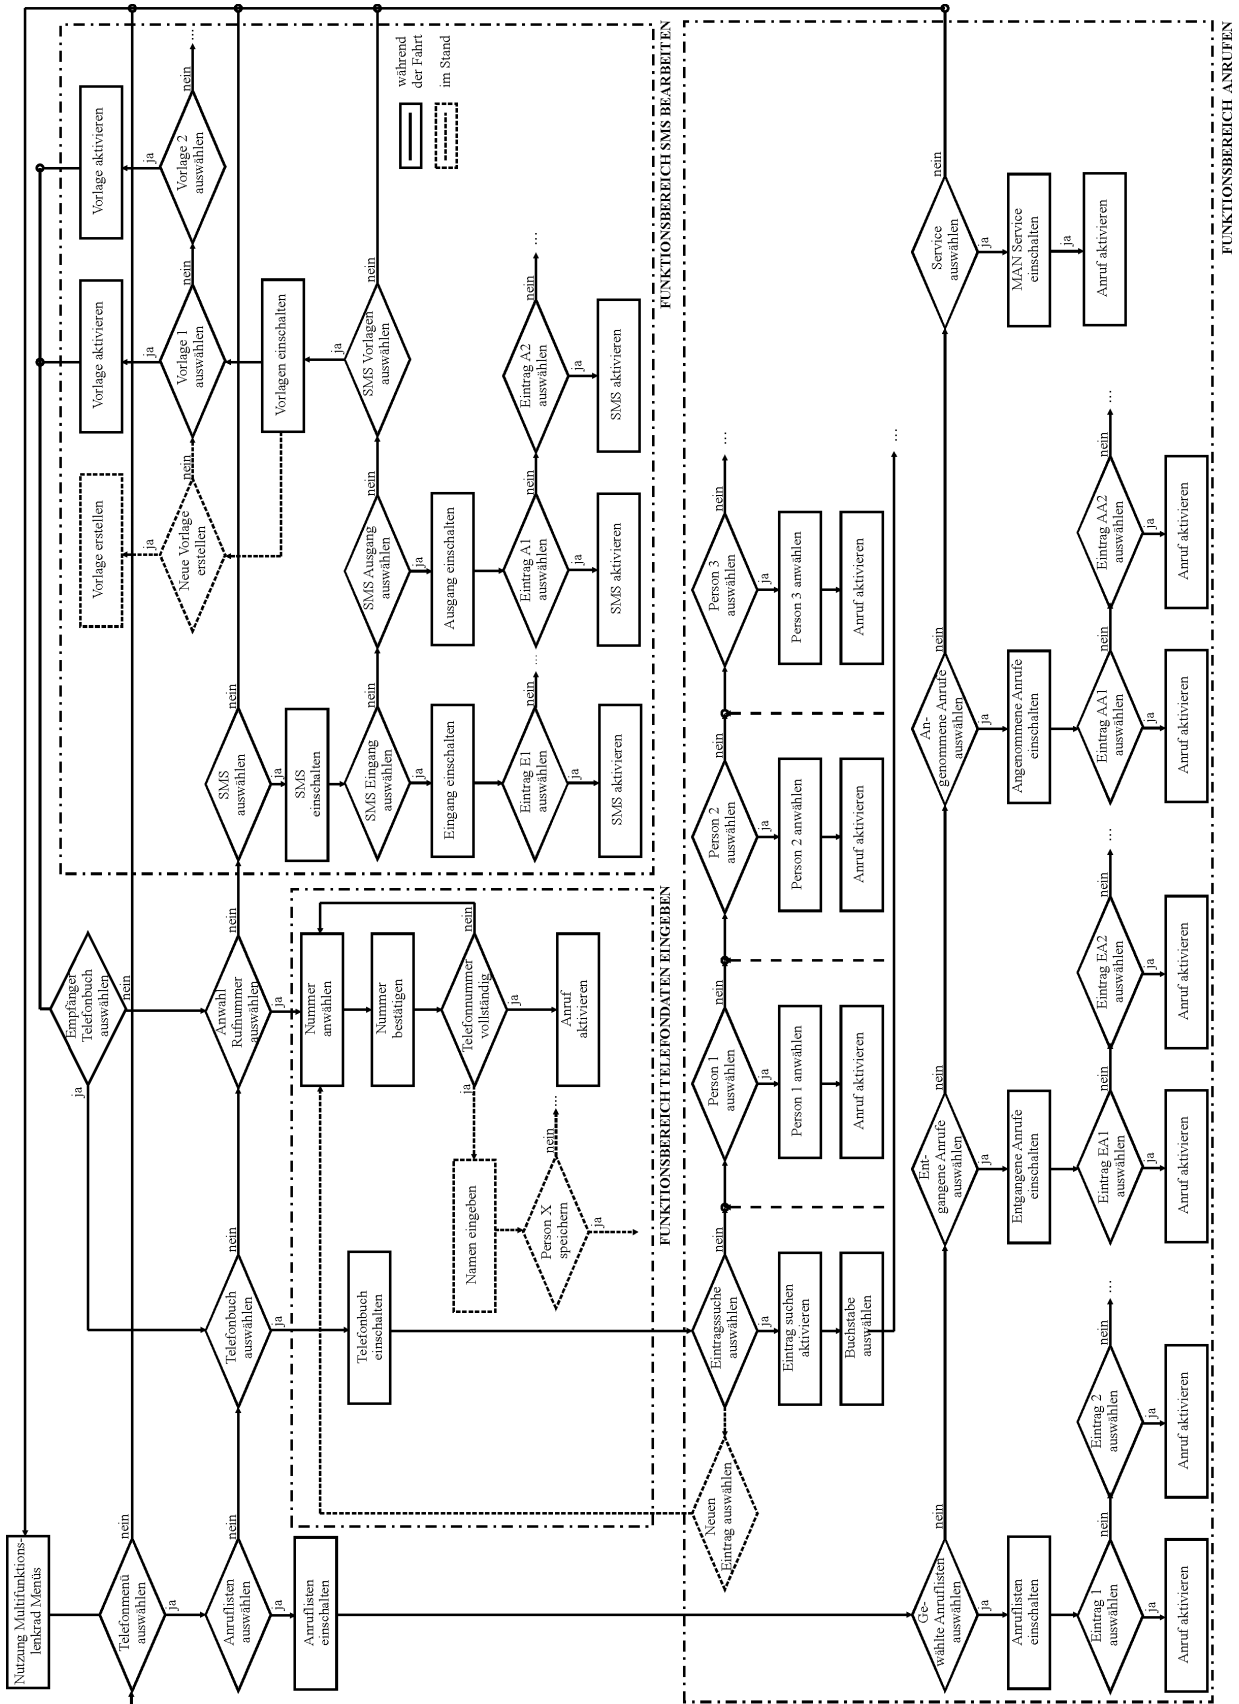 Nutzung Multifunktions-
lenkrad Menüs
Telefonmenü
auswählen
nein
ja
Anruflisten
auswählen
nein
ja
Anruflisten
einschalten
Telefonbuch
auswählen
nein
ja
Empfänger
Telefonbuch
auswählen
ja
nein
Anwahl
Rufnummer
auswählen
nein
ja
SMS
auswählen
nein
ja
SMS
einschalten
SMS Eingang
auswählen
nein
ja
Eingang einschalten
Eintrag E1
auswählen
nein
...
ja
SMS aktivieren
SMS Ausgang
auswählen
nein
ja
Ausgang einschalten
Eintrag A1
auswählen
nein
ja
SMS aktivieren
Eintrag A2
auswählen
nein
...
ja
SMS aktivieren
SMS Vorlagen
auswählen
nein
ja
Vorlagen einschalten
Neue Vorlage
erstellen
nein
ja
Vorlage erstellen
Vorlage 1
auswählen
nein
ja
Vorlage aktivieren
Vorlage 2
auswählen
nein
...
ja
Vorlage aktivieren
während
der Fahrt
im Stand
FUNKTIONSBEREICH SMS BEARBEITEN
Telefonbuch
einschalten
Nummer
anwählen
Nummer
bestätigen
Telefonnummer
vollständig
nein
ja
ja
Anruf
aktivieren
Namen eingeben
Person X
speichern
nein
...
ja
FUNKTIONSBEREICH TELEFONDATEN EINGEBEN
Neuen
Eintrag auswählen
Eintragssuche
auswählen
nein
ja
Eintrag suchen
aktivieren
Buchstabe
auswählen
...
Person 1
auswählen
nein
ja
Person 1 anwählen
Anruf aktivieren
Person 2
auswählen
nein
ja
Person 2 anwählen
Anruf aktivieren
Person 3
auswählen
nein
...
ja
Person 3 anwählen
Anruf aktivieren
Ge-
wählte Anruflisten
auswählen
nein
ja
Anruflisten
einschalten
Eintrag 1
auswählen
nein
ja
Anruf aktivieren
Eintrag 2
auswählen
nein
...
ja
Anruf aktivieren
Ent-
gangene Anrufe
auswählen
nein
ja
Entgangene Anrufe
einschalten
Eintrag EA1
auswählen
nein
ja
Anruf aktivieren
Eintrag EA2
auswählen
nein
...
ja
Anruf aktivieren
An-
genommene Anrufe
auswählen
nein
ja
Angenommene Anrufe
einschalten
Eintrag AA1
auswählen
nein
ja
Anruf aktivieren
Eintrag AA2
auswählen
nein
...
ja
Anruf aktivieren
Service
auswählen
nein
ja
MAN Service
einschalten
ja
Anruf aktivieren
FUNKTIONSBEREICH ANRUFEN